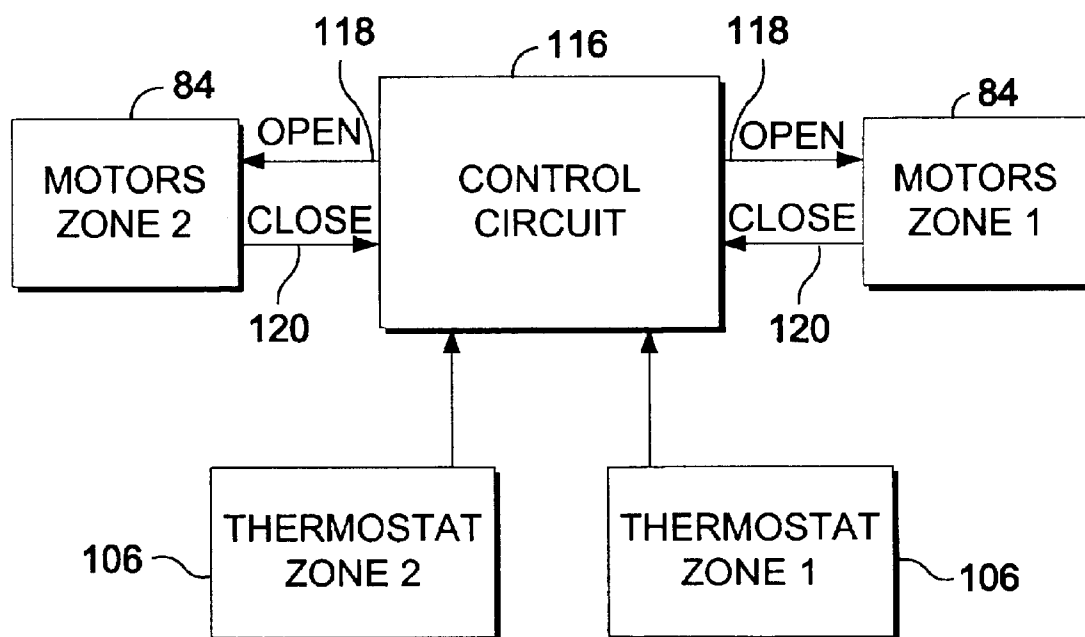 118
116
118
84
84
OPEN
OPEN
MOTORS
ZONE 2
CONTROL
CIRCUIT
MOTORS
ZONE 1
CLOSE
CLOSE
120
120
THERMOSTAT
ZONE 2
THERMOSTAT
ZONE 1
106
106